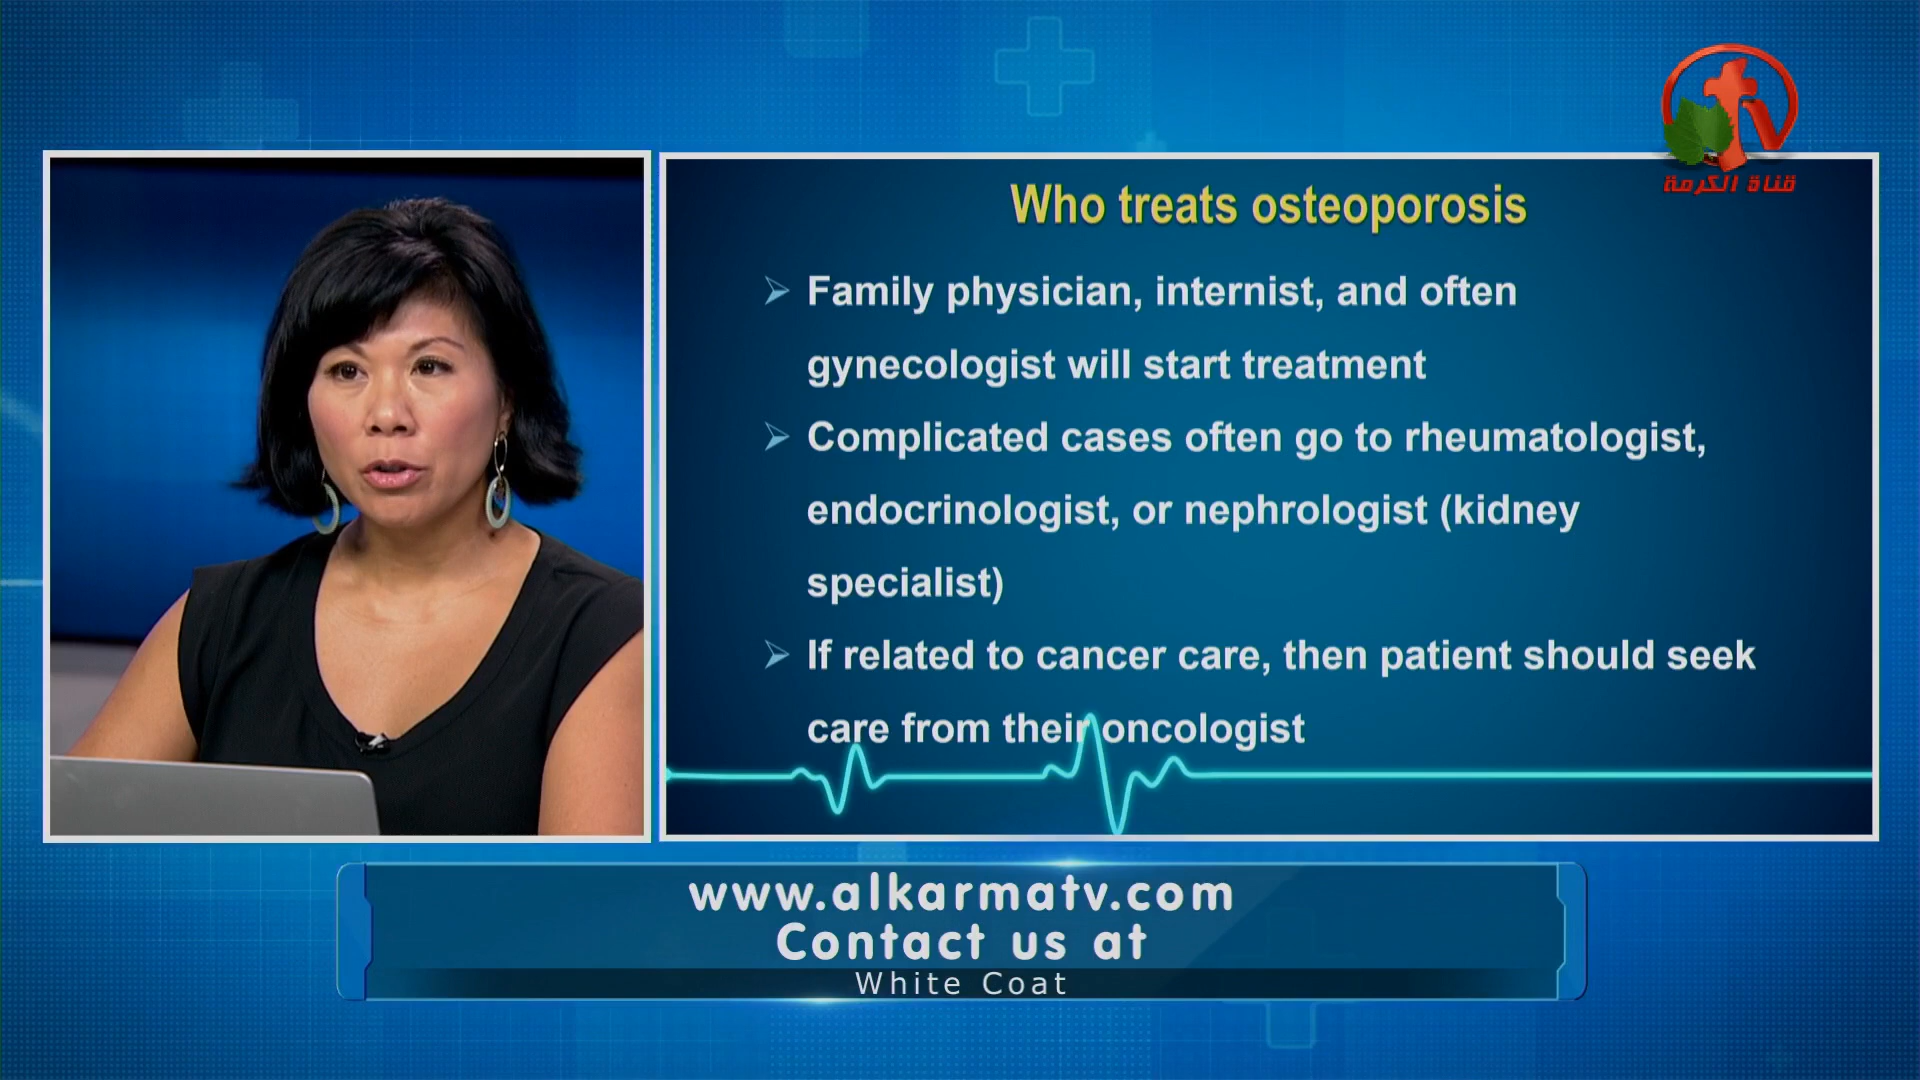 قناة الكرمة
Who treats osteoporosis
Family physician, internist, and often
gynecologist will start treatment
Complicated cases often go to rheumatologist,
endocrinologist, or nephrologist (kidney
specialist)
If related to cancer care, then patient should seek
care from their oncologist
www.alkarmatv.com
Contact us at
White Coat